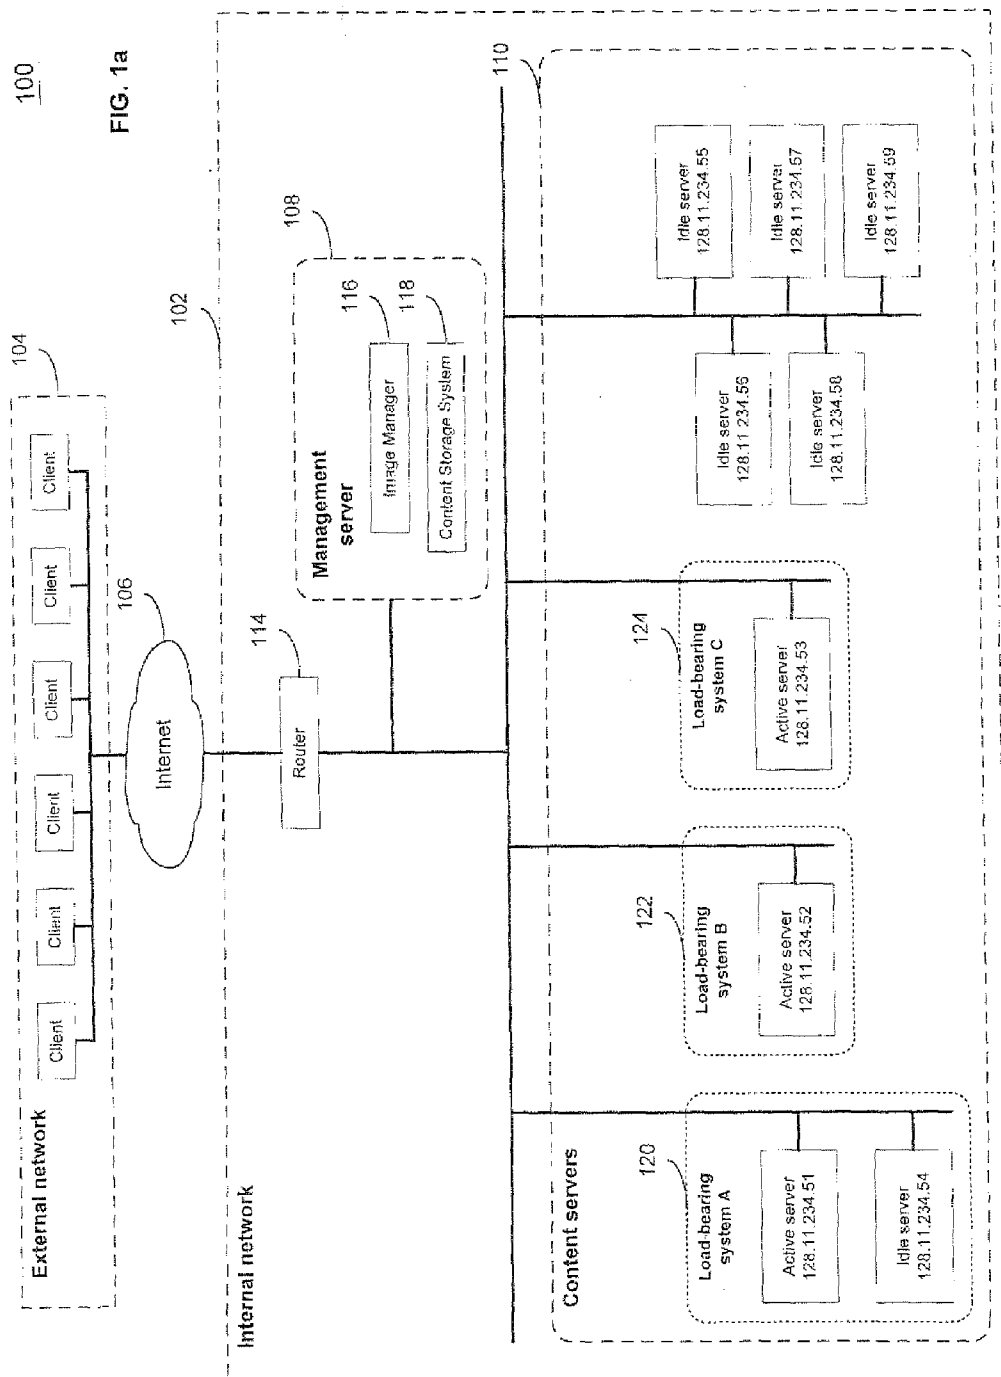 100
FIG. 1a
External network
104
Client
Client
Client
Client
Client
Client
Internet
106
102
Internal network
Router
114
108
Management
server
Image Manager
116
Content Storage System
118
110
Content servers
120
Load-bearing
system A
Active server
128.11.234.51
Idle server
128.11.234.54
122
Load-bearing
system B
Active server
128.11.234.52
124
Load-bearing
system C
Active server
128.11.234.53
Idle server
128.11.234.56
Idle server
128.11.234.58
Idle server
128.11.234.55
Idle server
128.11.234.57
Idle server
128.11.234.59